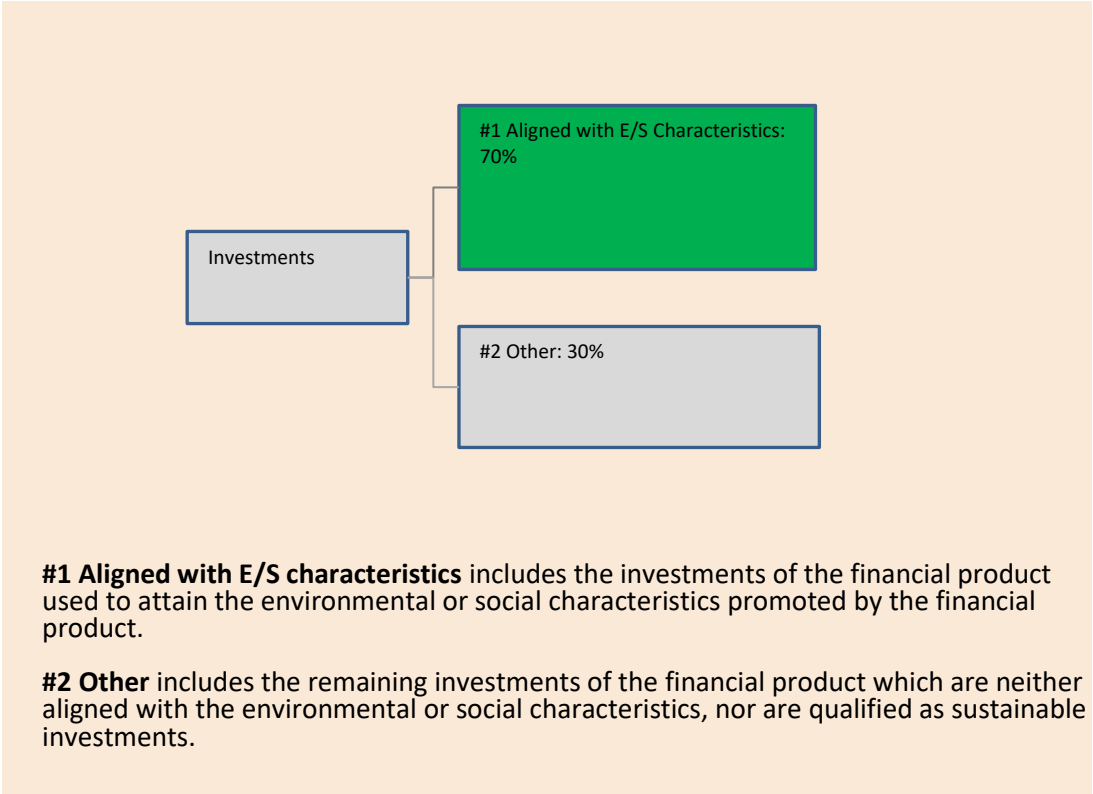 #1 Aligned with E/S Characteristics:
70%
Investments
#2 Other: 30%
#1 Aligned with E/S characteristics includes the investments of the financial product
used to attain the environmental or social characteristics promoted by the financial
product.
#2 Other includes the remaining investments of the financial product which are neither
aligned with the environmental or social characteristics, nor are qualified as sustainable
investments.